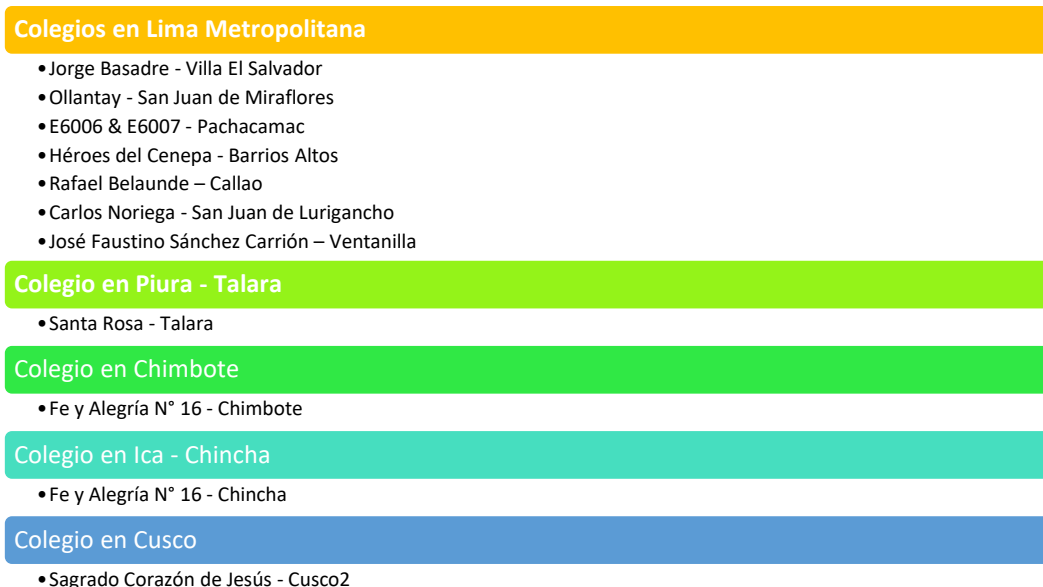 Colegios en Lima Metropolitana
•Jorge Basadre - Villa El Salvador
•Ollantay - San Juan de Miraflores
•E6006 & E6007 - Pachacamac
•Héroes del Cenepa - Barrios Altos
•Rafael Belaunde – Callao
•Carlos Noriega - San Juan de Lurigancho
•José Faustino Sánchez Carrión – Ventanilla
Colegio en Piura - Talara
•Santa Rosa - Talara
Colegio en Chimbote
•Fe y Alegría N° 16 - Chimbote
Colegio en Ica - Chincha
•Fe y Alegría N° 16 - Chincha
Colegio en Cusco
•Sagrado Corazón de Jesús - Cusco2